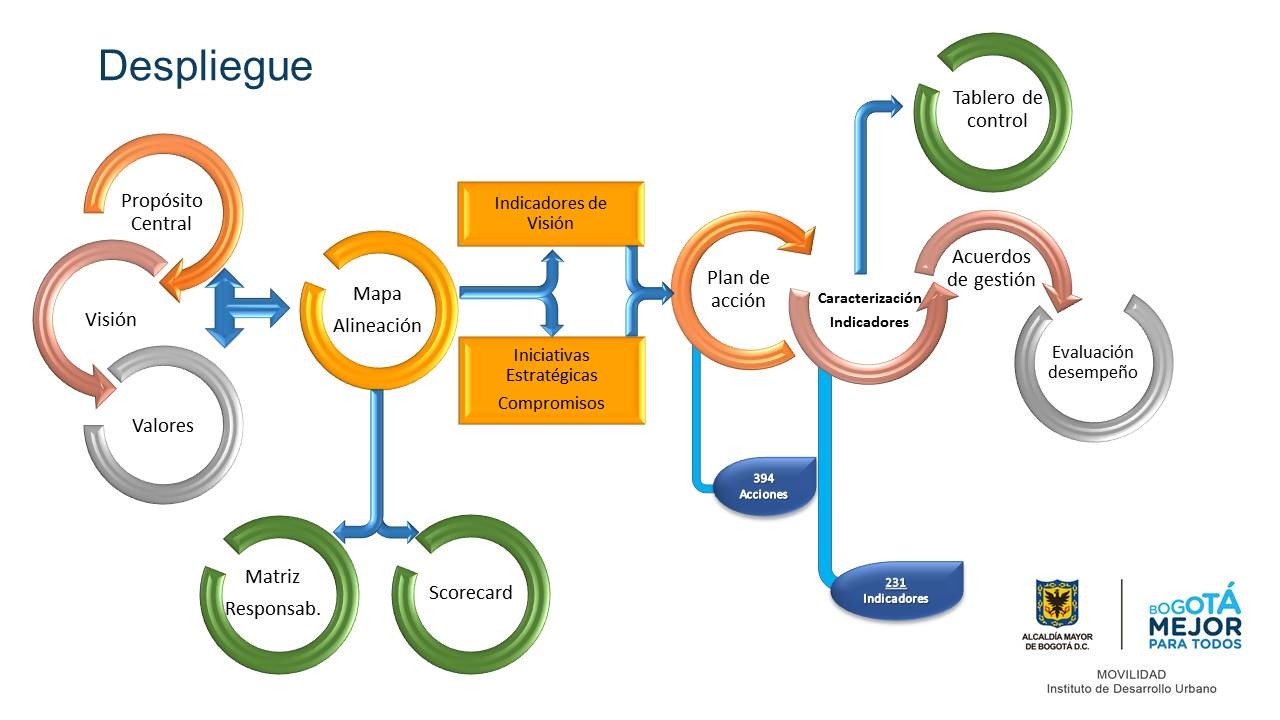 Despliegue
Propósito
Central
Visión
Valores
Mapa
Alineación
Matriz
Responsab.
Scorecard
Indicadores de
Visión
Iniciativas
Estratégicas
Compromisos
Plan de
acción
394
Acciones
Caracterización
Indicadores
231
Indicadores
Tablero de
control
Acuerdos
de gestión
Evaluación
desempeño
ALCALDÍA MAYOR
DE BOGOTÁ D.C.
BOGOTÁ
MEJOR
PARA TODOS
MOVILIDAD
Instituto de Desarrollo Urbano